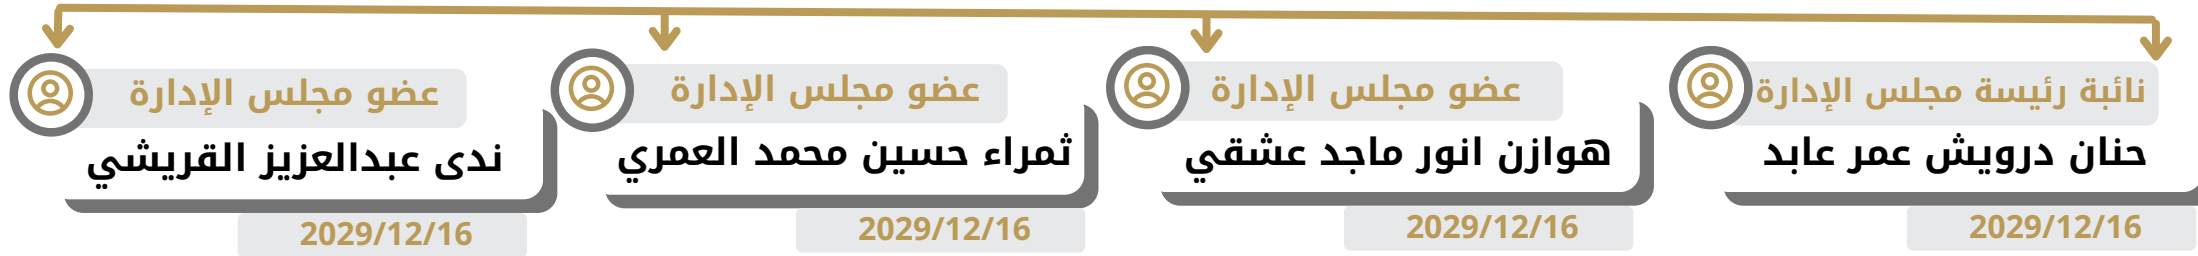 نائبة رئيسة مجلس الإدارة
حنان درويش عمر عابد
2029/12/16
عضو مجلس الإدارة
هوازن انور ماجد عشقي
2029/12/16
عضو مجلس الإدارة
ثمراء حسين محمد العمري
2029/12/16
عضو مجلس الإدارة
ندى عبدالعزيز القريشي
2029/12/16